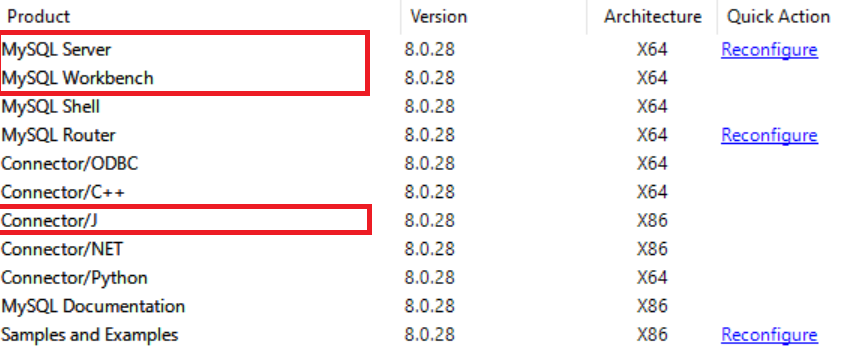 Product Version Architecture Quick Action
MySQL Server 8.0.28 X64 Reconfigure
MySQL Workbench 8.0.28 X64
MySQL Shell 8.0.28 X64
MySQL Router 8.0.28 X64 Reconfigure
Connector/ODBC 8.0.28 X64
Connector/C++ 8.0.28 X64
Connector/J 8.0.28 X86
Connector/NET 8.0.28 X86
Connector/Python 8.0.28 X64
MySQL Documentation 8.0.28 X86
Samples and Examples 8.0.28 X86 Reconfigure